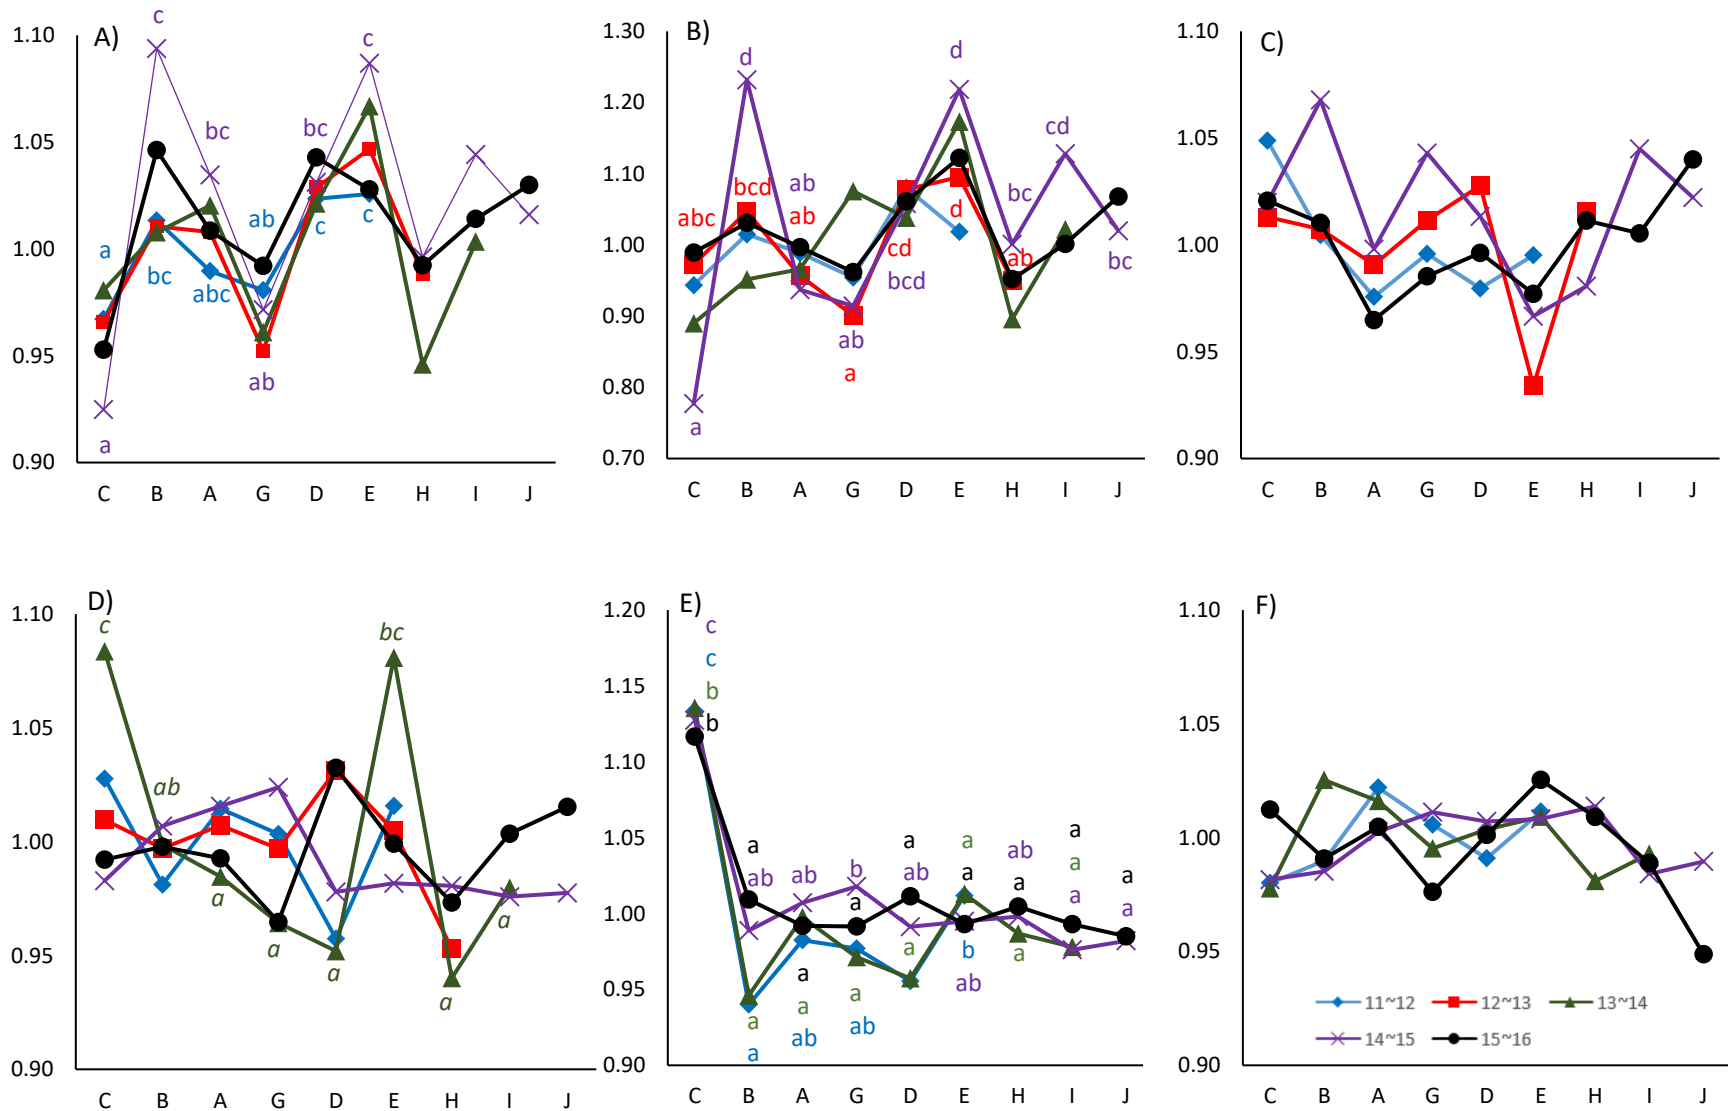 A)
1.10
1.05
1.00
0.95
0.90
c
c
bc
bc
a
ab
bc
abc
c
c
ab
a
C B A G D E H I J
B)
1.30
1.20
1.10
1.00
0.90
0.80
0.70
d
d
cd
ab
bcd
bc
abc
ab
d
cd
ab
bcd
bc
ab
a
a
C B A G D E H I J
C)
1.10
1.05
1.00
0.95
0.90
C B A G D E H I J
D)
1.10
1.05
1.00
0.95
0.90
c
bc
ab
a
a
a
a
a
C B A G D E H I J
E)
1.20
1.15
1.10
1.05
1.00
0.95
0.90
c
c
b
b
a
a
a
a
ab
a
ab
ab
b
ab
a
a
a
a
a
a
a
a
b
a
a
a
a
ab
a
ab
ab
a
C B A G D E H I J
F)
1.10
1.05
1.00
0.95
0.90
11~12 12~13 13~14
14~15 15~16
C B A G D E H I J